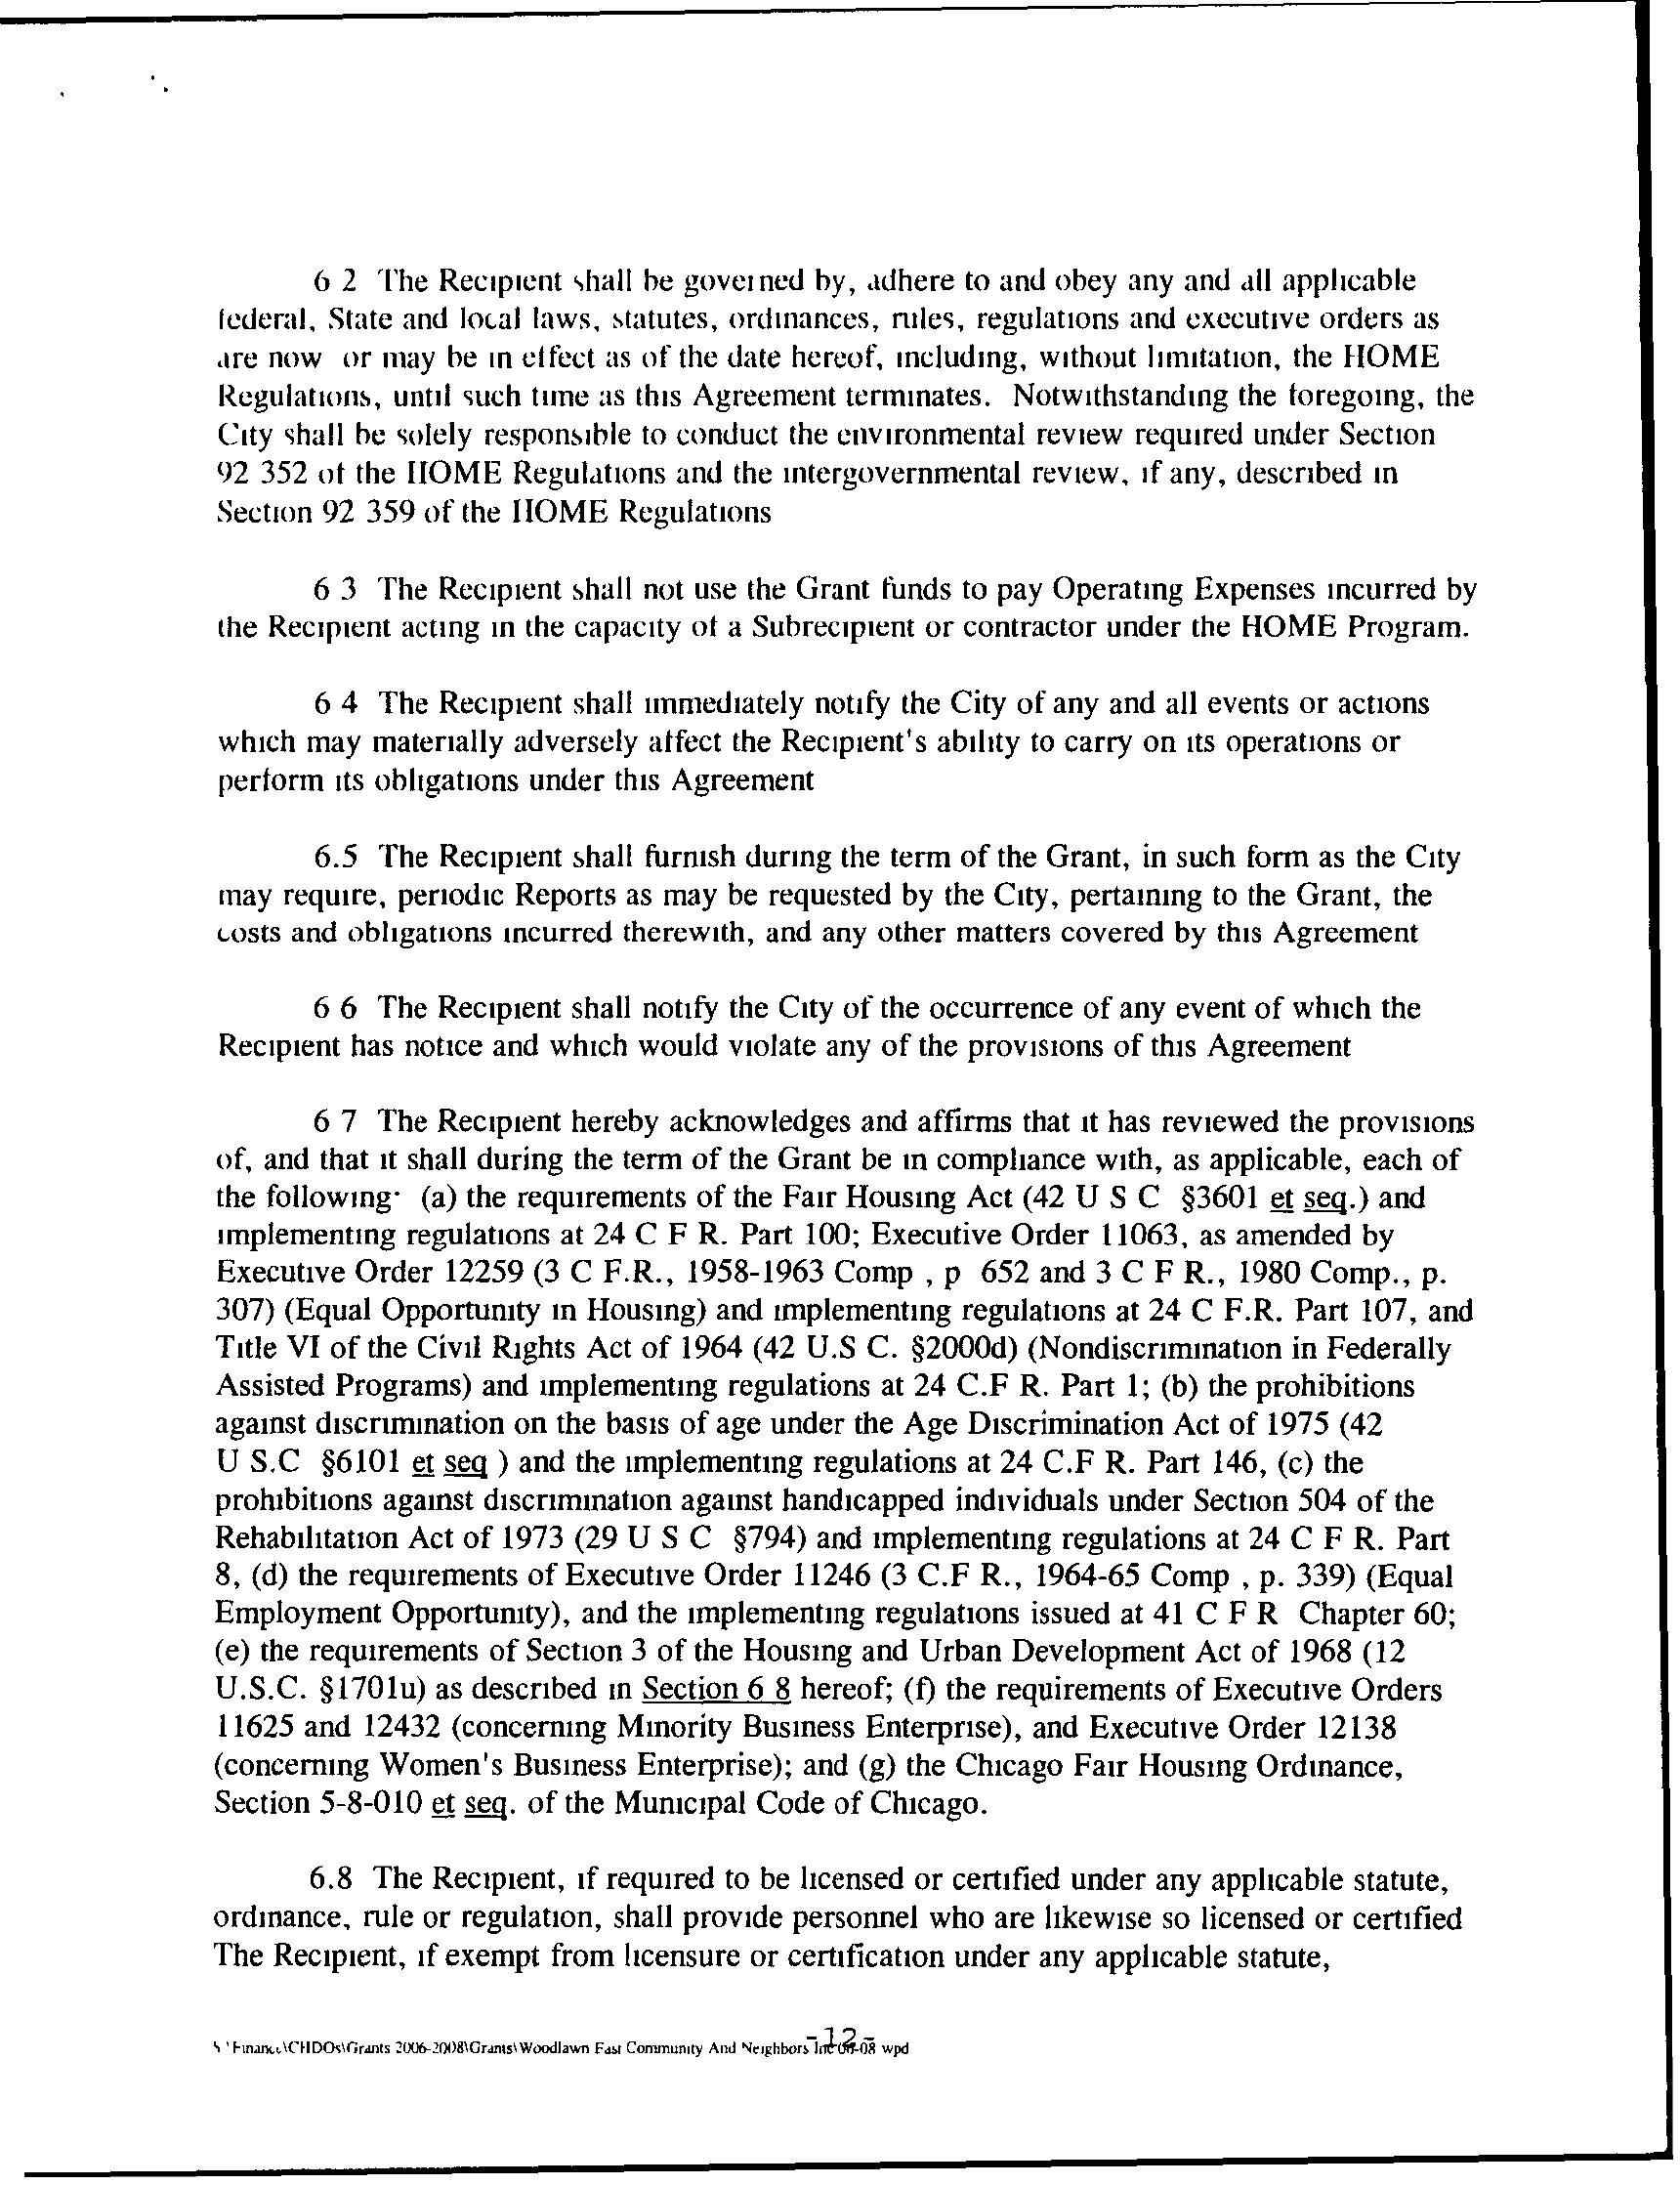 6 2 The Recipient shall be governed by, adhere to and obey any and all applicable
federal, State and local laws, statutes, ordinances, rules, regulations and executive orders as
are now or may be in effect as of the date hereof, including, without limitation, the HOME
Regulations, until such time as this Agreement terminates. Notwithstanding the foregoing, the
City shall be solely responsible to conduct the environmental review required under Section
92 352 of the HOME Regulations and the intergovernmental review, if any, described in
Section 92 359 of the HOME Regulations
6 3 The Recipient shall not use the Grant funds to pay Operating Expenses incurred by
the Recipient acting in the capacity of a Subrecipient or contractor under the HOME Program.
6 4 The Recipient shall immediately notify the City of any and all events or actions
which may materially adversely affect the Recipient's ability to carry on its operations or
perform its obligations under this Agreement
6.5 The Recipient shall furnish during the term of the Grant, in such form as the City
may require, periodic Reports as may be requested by the City, pertaining to the Grant, the
costs and obligations incurred therewith, and any other matters covered by this Agreement
6 6 The Recipient shall notify the City of the occurrence of any event of which the
Recipient has notice and which would violate any of the provisions of this Agreement
6 7 The Recipient hereby acknowledges and affirms that it has reviewed the provisions
of, and that it shall during the term of the Grant be in compliance with, as applicable, each of
the following· (a) the requirements of the Fair Housing Act (42 U S C §3601 et seq.) and
implementing regulations at 24 C F R. Part 100; Executive Order 11063, as amended by
Executive Order 12259 (3 C F.R., 1958-1963 Comp , p 652 and 3 C F R., 1980 Comp., p.
307) (Equal Opportunity in Housing) and implementing regulations at 24 C F.R. Part 107, and
Title VI of the Civil Rights Act of 1964 (42 U.S C. §2000d) (Nondiscrimination in Federally
Assisted Programs) and implementing regulations at 24 C.F R. Part 1; (b) the prohibitions
against discrimination on the basis of age under the Age Discrimination Act of 1975 (42
U S.C §6101 et seq ) and the implementing regulations at 24 C.F R. Part 146, (c) the
prohibitions against discrimination against handicapped individuals under Section 504 of the
Rehabilitation Act of 1973 (29 U S C §794) and implementing regulations at 24 C F R. Part
8, (d) the requirements of Executive Order 11246 (3 C.F R., 1964-65 Comp , p. 339) (Equal
Employment Opportunity), and the implementing regulations issued at 41 C F R Chapter 60;
(e) the requirements of Section 3 of the Housing and Urban Development Act of 1968 (12
U.S.C. §1701u) as described in Section 6 8 hereof; (f) the requirements of Executive Orders
11625 and 12432 (concerning Minority Business Enterprise), and Executive Order 12138
(concerning Women's Business Enterprise); and (g) the Chicago Fair Housing Ordinance,
Section 5-8-010 et seq. of the Municipal Code of Chicago.
6.8 The Recipient, if required to be licensed or certified under any applicable statute,
ordinance, rule or regulation, shall provide personnel who are likewise so licensed or certified
The Recipient, if exempt from licensure or certification under any applicable statute,
-12-
Finance\CHDOs\Grants 2006-2008\Grants\Woodlawn East Community And Neighbors Inc 06-08 wpd